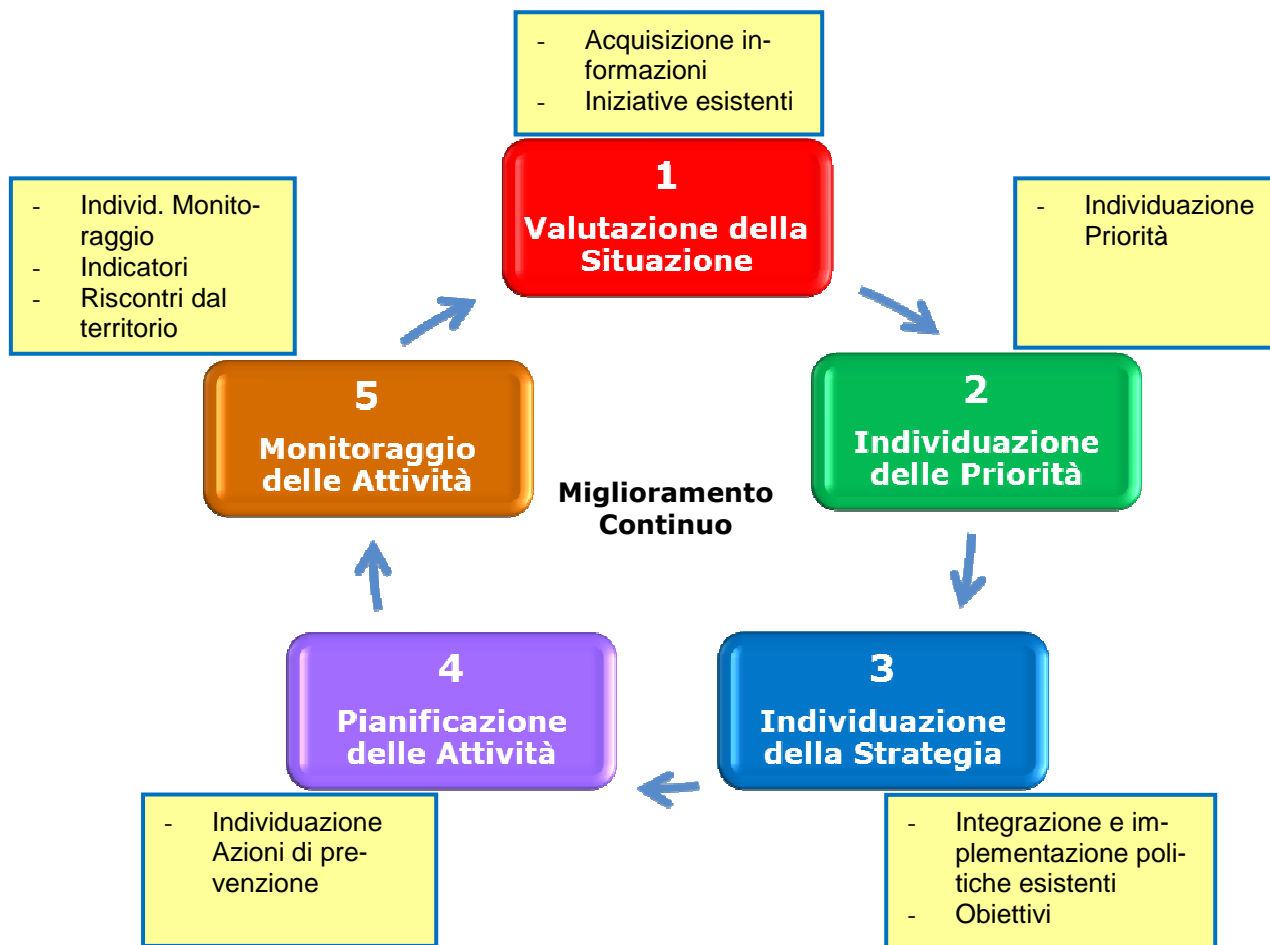 - Acquisizione in-
formazioni
- Iniziative esistenti
1
Valutazione della
Situazione
- Individuazione
Priorità
2
Individuazione
delle Priorità
3
Individuazione
della Strategia
- Integrazione e im-
plementazione poli-
tiche esistenti
- Obiettivi
4
Pianificazione
delle Attività
- Individuazione
Azioni di pre-
venzione
5
Monitoraggio
delle Attività
- Individ. Monito-
raggio
- Indicatori
- Riscontri dal
territorio
Miglioramento
Continuo